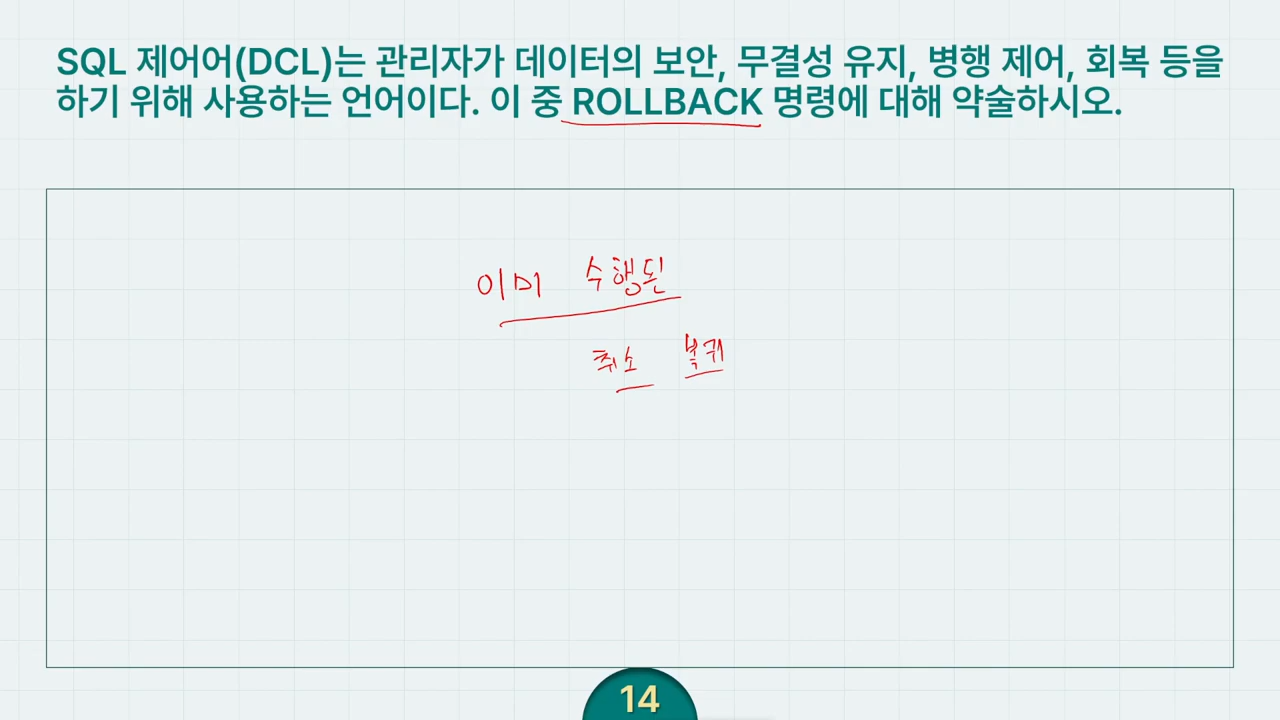 SQL 제어어(DCL)는 관리자가 데이터의 보안, 무결성 유지, 병행 제어, 회복 등을
하기 위해 사용하는 언어이다. 이 중 ROLLBACK 명령에 대해 약술하시오.
이미 수행된
취소 복귀
14